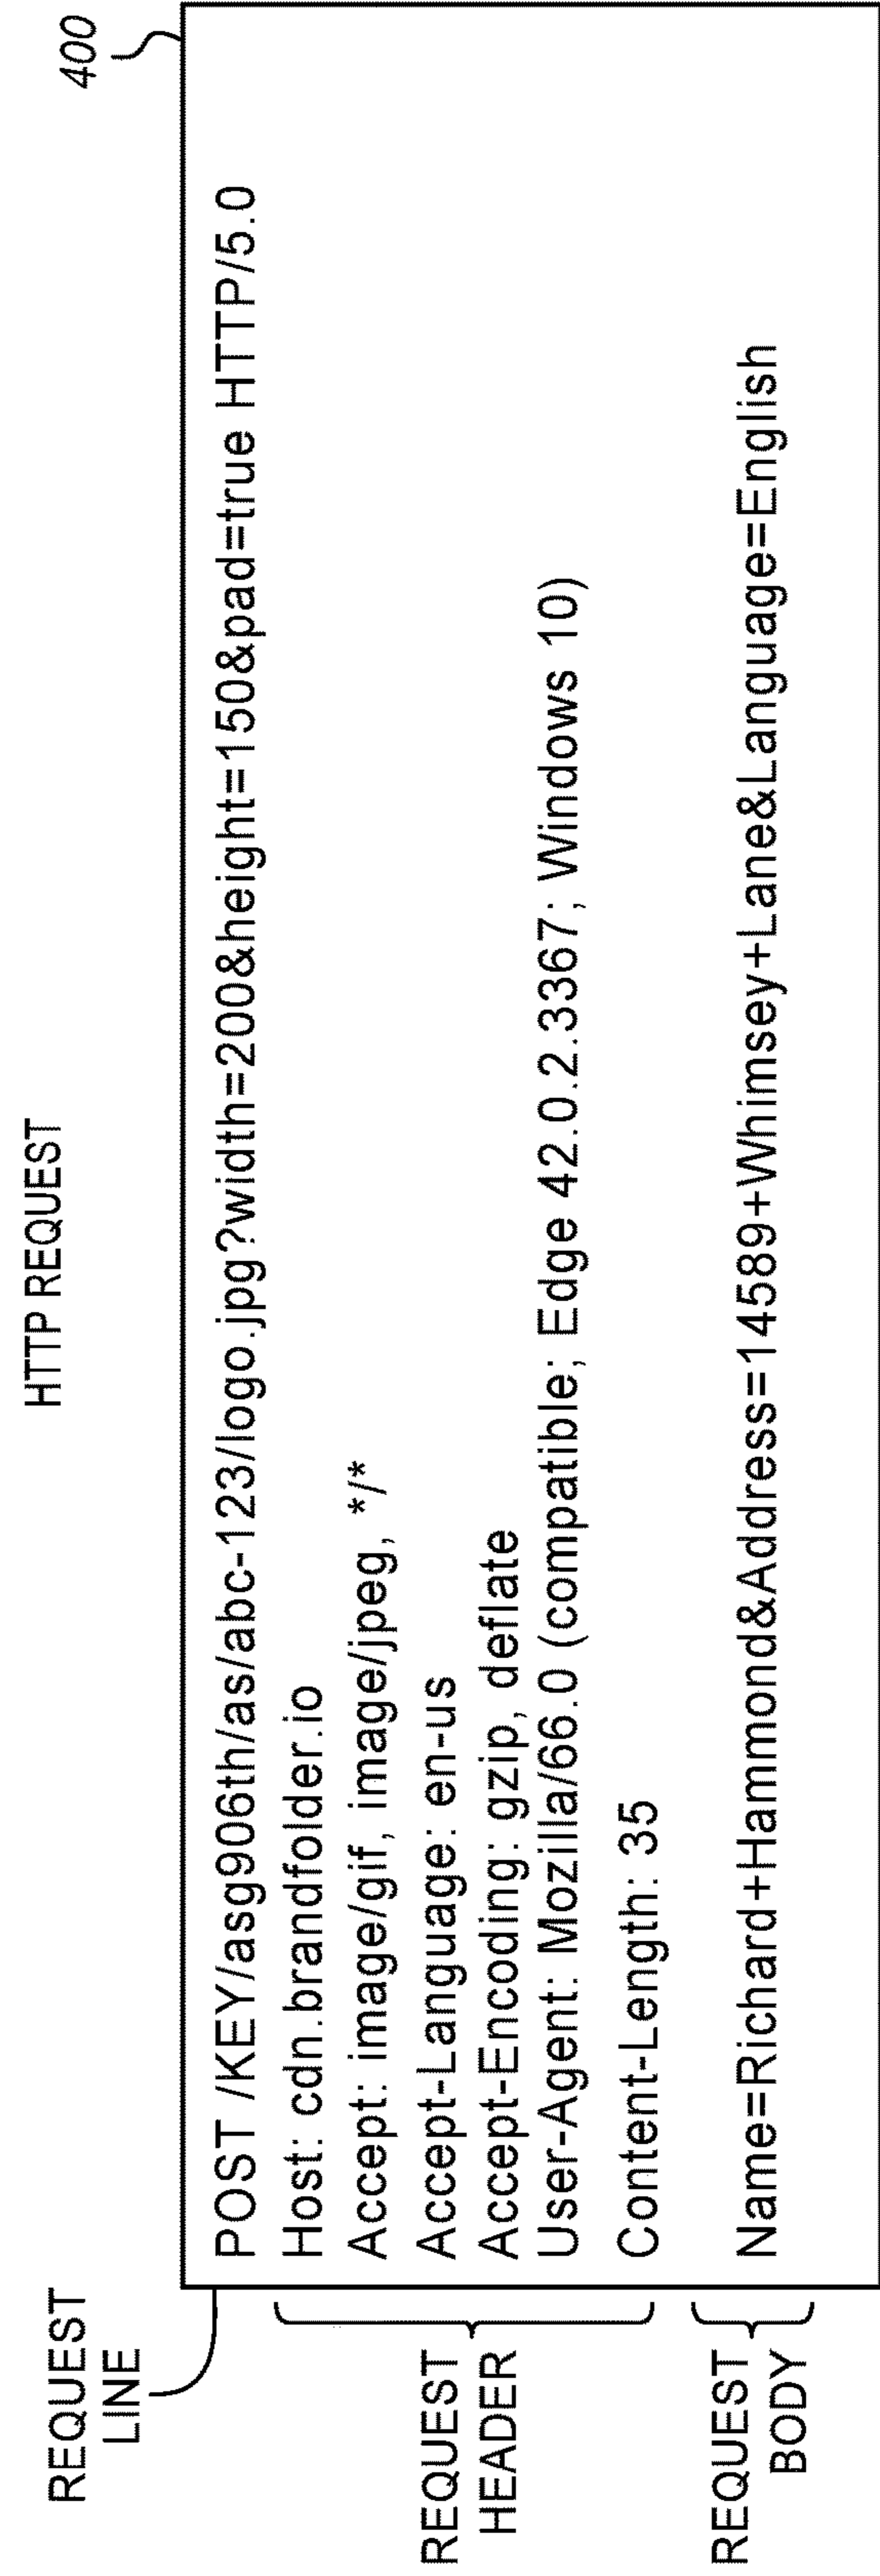 HTTP REQUEST
400
REQUEST
LINE
POST /KEY/asg906th/as/abc-123/logo.jpg?width=200&height=150&pad=true HTTP/5.0
REQUEST
HEADER
Host: cdn.brandfolder.io
Accept: image/gif, image/jpeg, */*
Accept-Language: en-us
Accept-Encoding: gzip, deflate
User-Agent: Mozilla/66.0 (compatible; Edge 42.0.2.3367; Windows 10)
Content-Length: 35
REQUEST
BODY
Name=Richard+Hammond&Address=14589+Whimsey+Lane&Language=English